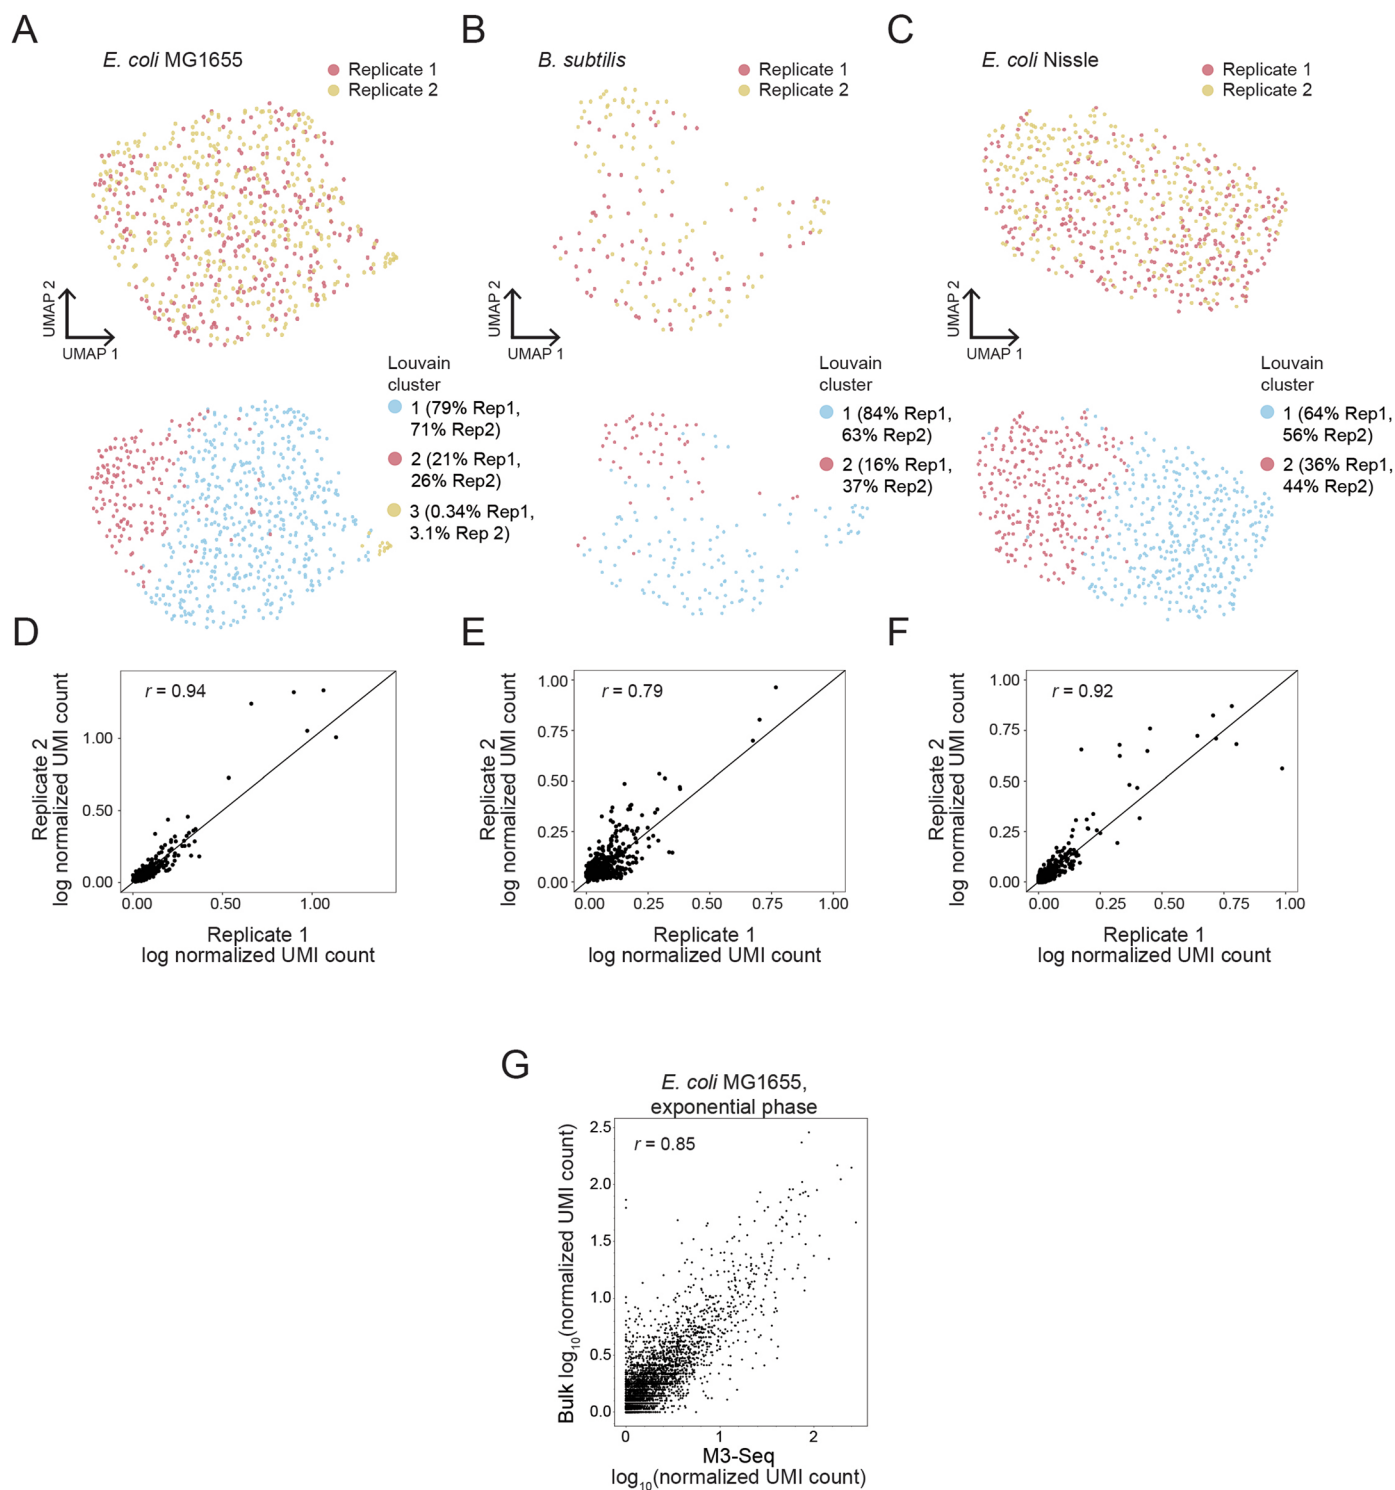 A
E. coli MG1655
Replicate 1
Replicate 2
UMAP 2
UMAP 1
Louvain
cluster
1 (79% Rep1,
71% Rep2)
2 (21% Rep1,
26% Rep2)
3 (0.34% Rep1,
3.1% Rep 2)
B
B. subtilis
Replicate 1
Replicate 2
UMAP 2
UMAP 1
Louvain
cluster
1 (84% Rep1,
63% Rep2)
2 (16% Rep1,
37% Rep2)
C
E. coli Nissle
Replicate 1
Replicate 2
UMAP 2
UMAP 1
Louvain
cluster
1 (64% Rep1,
56% Rep2)
2 (36% Rep1,
44% Rep2)
D
r = 0.94
Replicate 2
log normalized UMI count
1.00
0.50
0.00
0.00 0.50 1.00
Replicate 1
log normalized UMI count
E
r = 0.79
Replicate 2
log normalized UMI count
1.00
0.75
0.50
0.25
0.00
0.00 0.25 0.50 0.75 1.00
Replicate 1
log normalized UMI count
F
r = 0.92
Replicate 2
log normalized UMI count
1.00
0.75
0.50
0.25
0.00
0.00 0.25 0.50 0.75 1.00
Replicate 1
log normalized UMI count
G
E. coli MG1655,
exponential phase
r = 0.85
Bulk log10(normalized UMI count)
2.5
2.0
1.5
1.0
0.5
0.0
0 1 2
M3-Seq
log10(normalized UMI count)